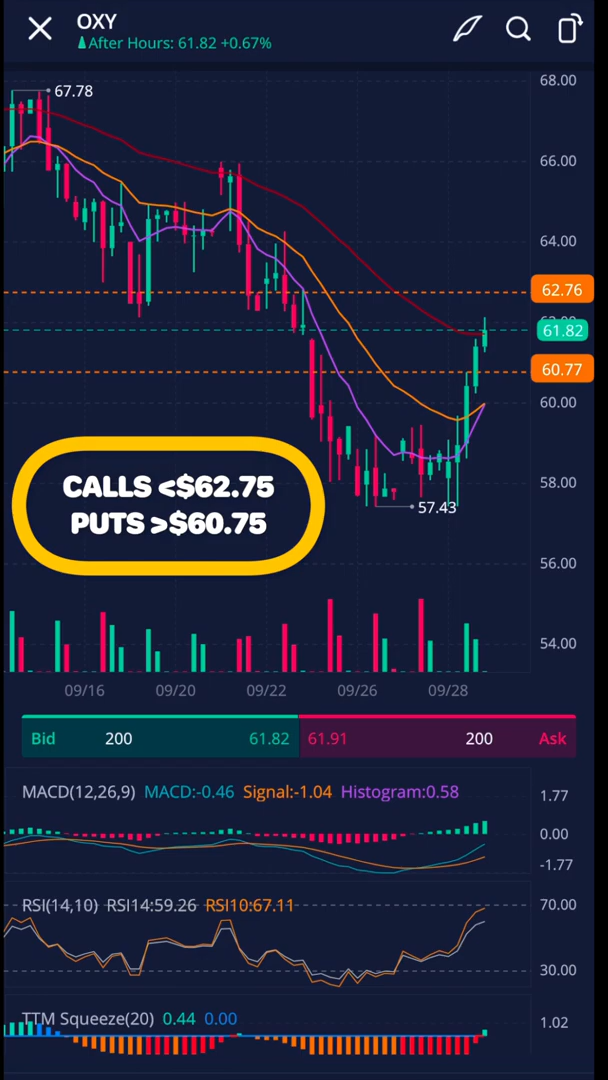 OXY
After Hours: 61.82 +0.67%
68.00
67.78
66.00
64.00
62.76
62.00
61.82
60.77
60.00
CALLS <$62.75
PUTS >$60.75
58.00
57.43
56.00
54.00
09/16 09/20 09/22 09/26 09/28
Bid 200 61.82 61.91 200 Ask
MACD(12,26,9) MACD:-0.46 Signal:-1.04 Histogram:0.58
1.77
0.00
-1.77
RSI(14,10) RSI14:59.26 RSI10:67.11
70.00
30.00
TTM Squeeze(20) 0.44 0.00
1.02